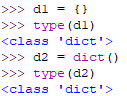 >>> d1 = {}
>>> type(d1)
<class 'dict'>
>>> d2 = dict()
>>> type(d2)
<class 'dict'>